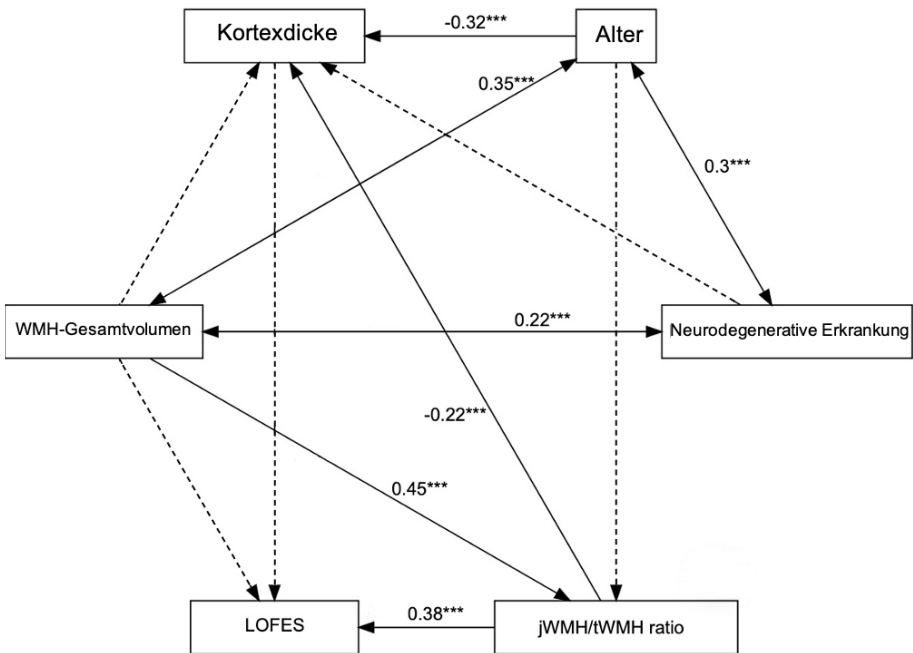 -0.32***
Kortexdicke
Alter
0.35***
0.3***
WMH-Gesamtvolumen
0.22***
Neurodegenerative Erkrankung
-0.22***
0.45***
0.38***
LOFES
jWMH/tWMH ratio